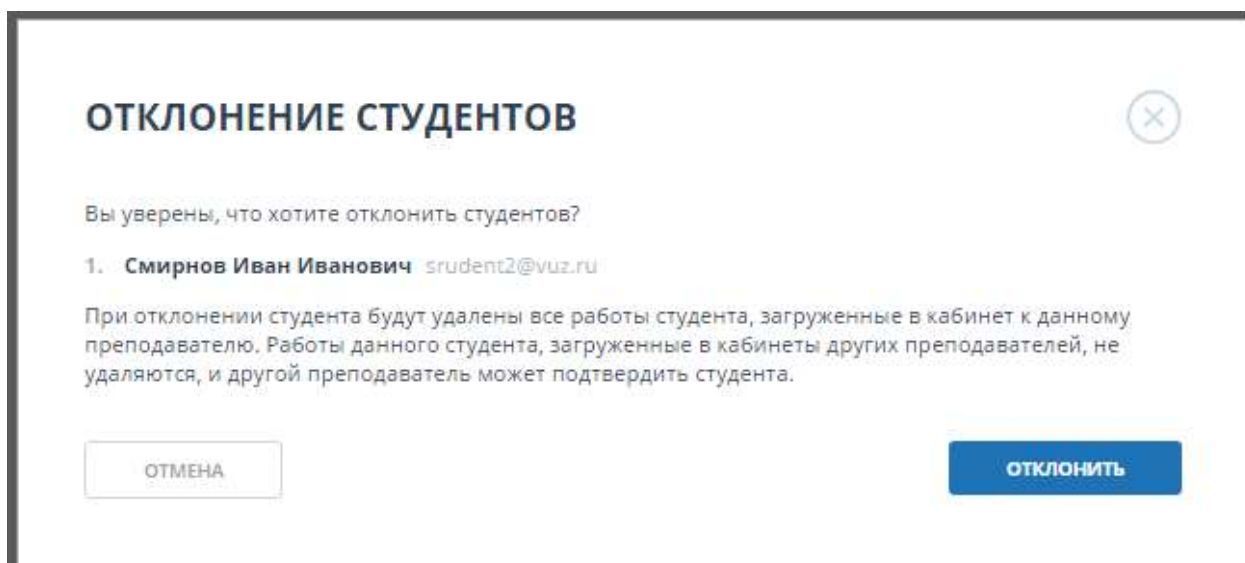 ОТКЛОНЕНИЕ СТУДЕНТОВ
Вы уверены, что хотите отклонить студентов?
1. Смирнов Иван Иванович srudent2@vuz.ru
При отклонении студента будут удалены все работы студента, загруженные в кабинет к данному
преподавателю. Работы данного студента, загруженные в кабинеты других преподавателей, не
удаляются, и другой преподаватель может подтвердить студента.
ОТМЕНА ОТКЛОНИТЬ